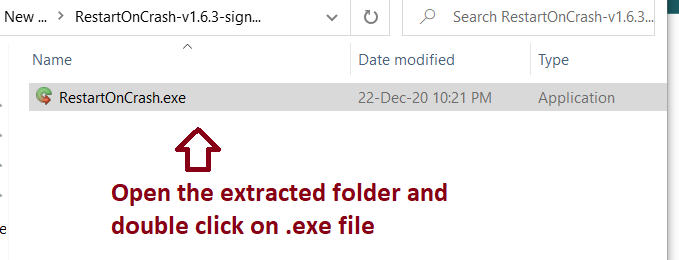 New ... > RestartOnCrash-v1.6.3-sign... Search RestartOnCrash-v1.6.3...
Name Date modified Type
RestartOnCrash.exe 22-Dec-20 10:21 PM Application
Open the extracted folder and
double click on .exe file